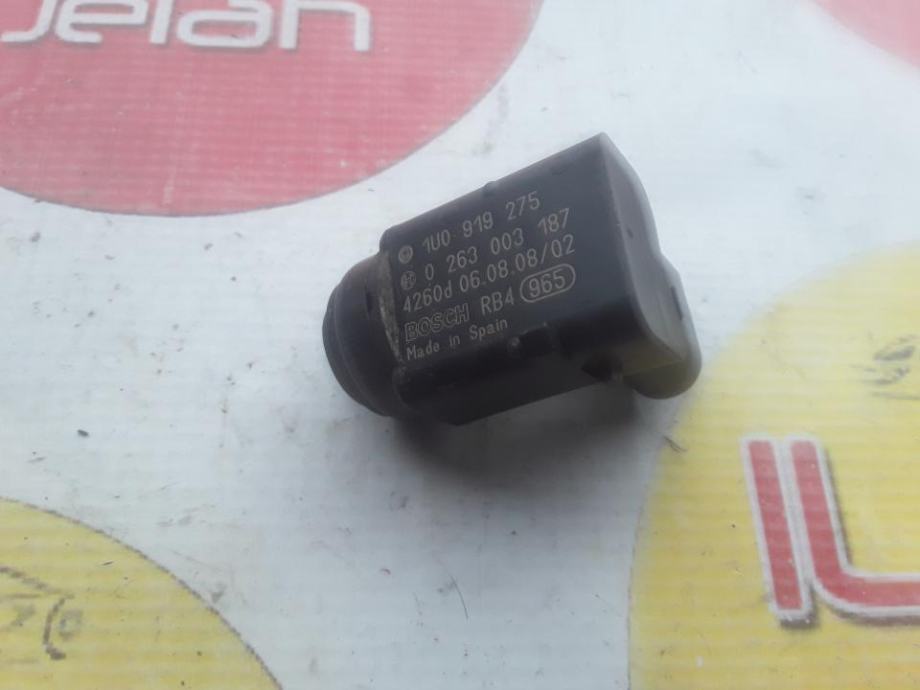 jelah
1U0 919 275
0 263 003 187
4260d 06.08.08/02
BOSCH RB4 965
Made in Spain